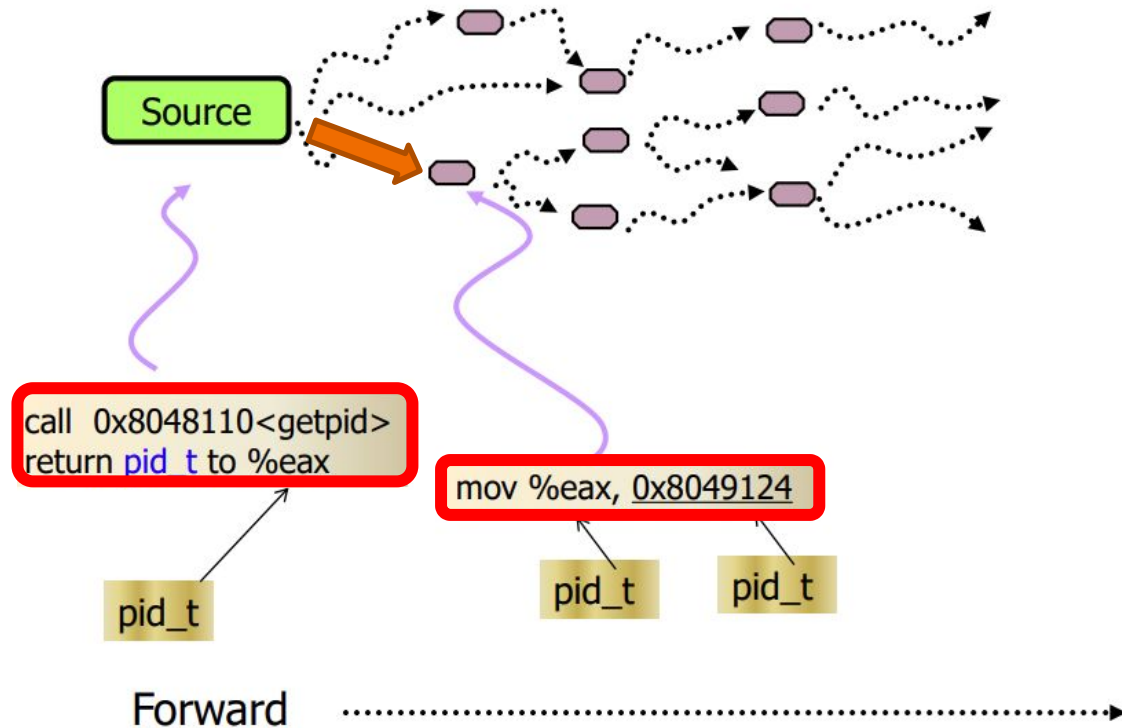 Source
call 0x8048110<getpid>
return pid_t to %eax
mov %eax, 0x8049124
pid_t
pid_t
pid_t
Forward